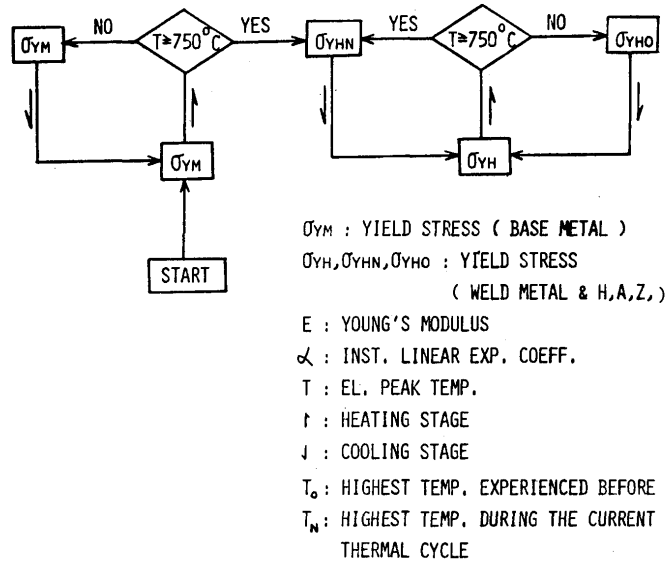 σYM
NO
T≥750°C
YES
σYHN
YES
T≥750°C
NO
σYHO
σYM
σYH
START
σYM : YIELD STRESS ( BASE METAL )
σYH,σYHN,σYHO : YIELD STRESS
( WELD METAL & H,A,Z,)
E : YOUNG'S MODULUS
α : INST. LINEAR EXP. COEFF.
T : EL. PEAK TEMP.
↿ : HEATING STAGE
⇃ : COOLING STAGE
To : HIGHEST TEMP. EXPERIENCED BEFORE
TN : HIGHEST TEMP. DURING THE CURRENT
THERMAL CYCLE